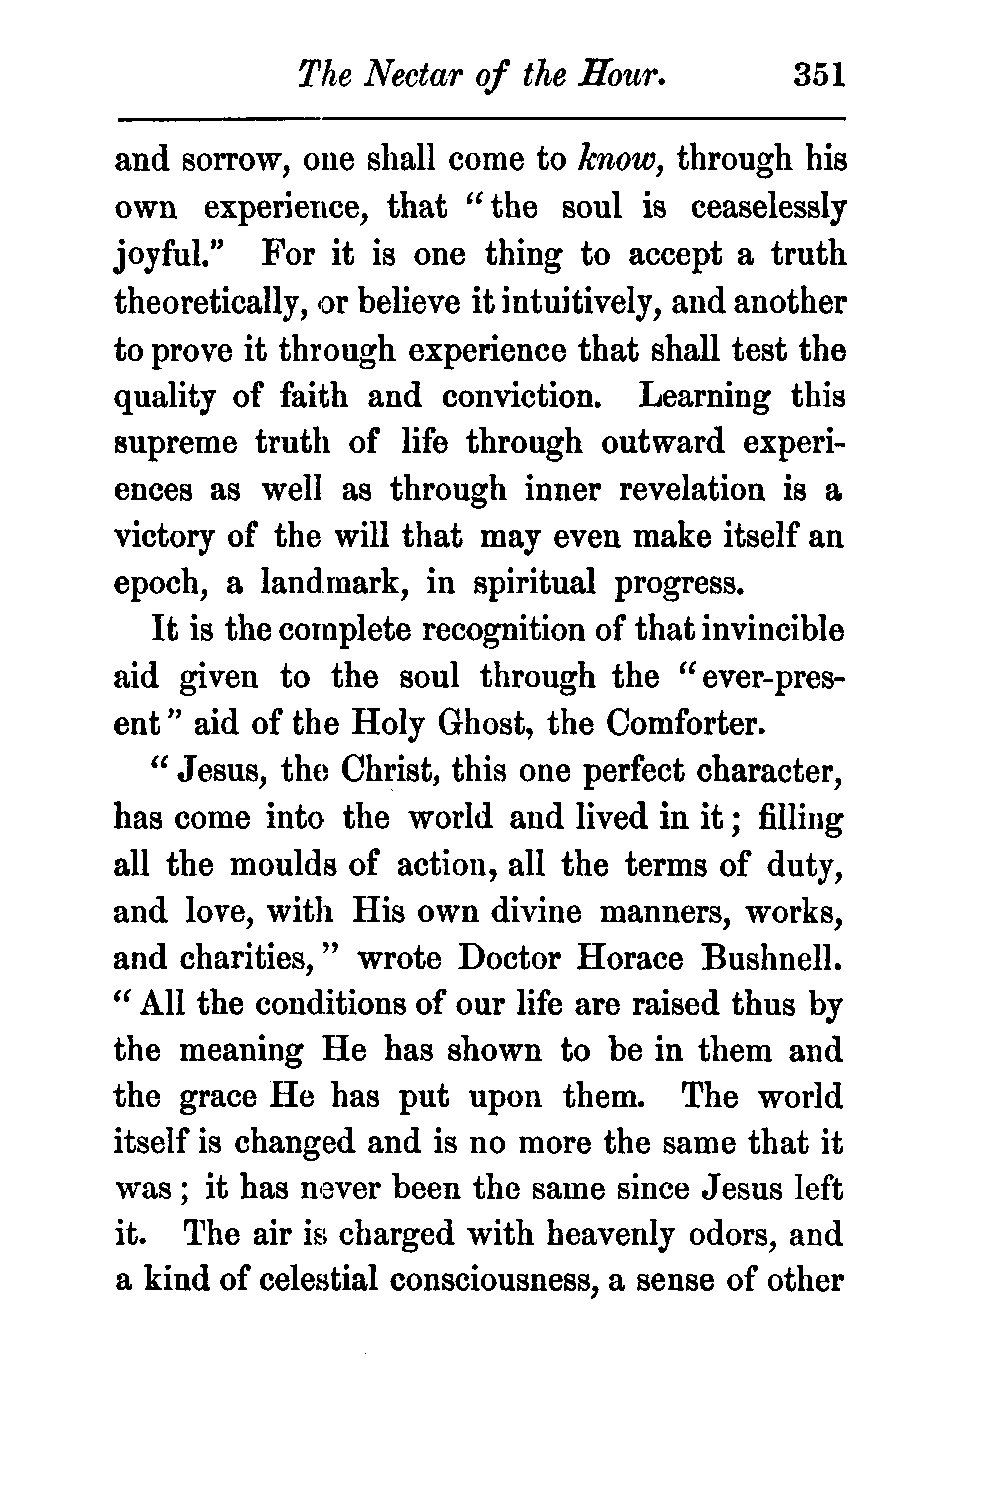 The Nectar of the Hour. 351
and sorrow, one shall come to know, through his
own experience, that “the soul is ceaselessly
joyful.” For it is one thing to accept a truth
theoretically, or believe it intuitively, and another
to prove it through experience that shall test the
quality of faith and conviction. Learning this
supreme truth of life through outward experi-
ences as well as through inner revelation is a
victory of the will that may even make itself an
epoch, a landmark, in spiritual progress.
It is the complete recognition of that invincible
aid given to the soul through the “ever-pres-
ent” aid of the Holy Ghost, the Comforter.
“Jesus, the Christ, this one perfect character,
has come into the world and lived in it; filling
all the moulds of action, all the terms of duty,
and love, with His own divine manners, works,
and charities,” wrote Doctor Horace Bushnell.
“All the conditions of our life are raised thus by
the meaning He has shown to be in them and
the grace He has put upon them. The world
itself is changed and is no more the same that it
was; it has never been the same since Jesus left
it. The air is charged with heavenly odors, and
a kind of celestial consciousness, a sense of other